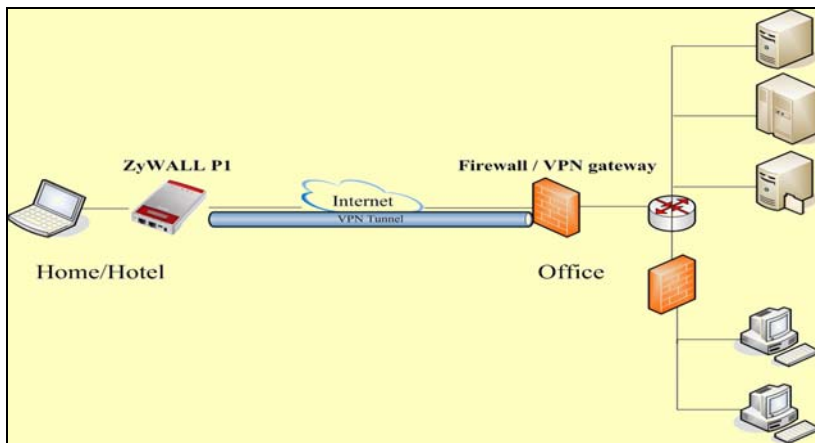 ZyWALL P1
Firewall / VPN gateway
Internet
VPN Tunnel
Home/Hotel
Office